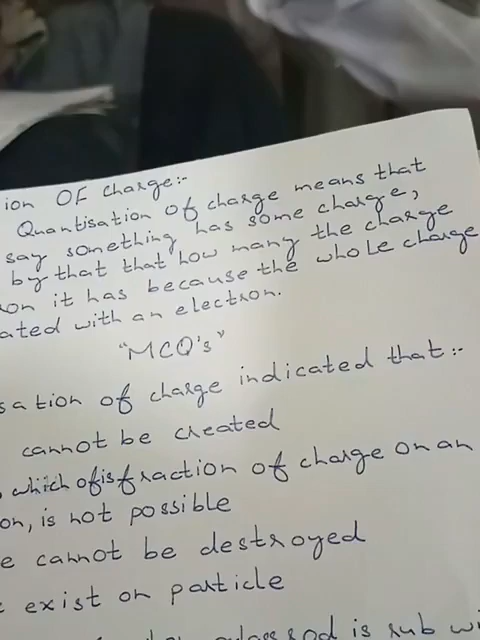 ion OF charge:-
Quantisation of charge means that
say something has some charge,
by that that how many the charge
on it has because the whole charge
ated with an electron.
"MCQ's"
sation of charge indicated that:-
cannot be created
which of is fraction of charge on an
on, is not possible
e cannot be destroyed
exist on particle
rod is sub